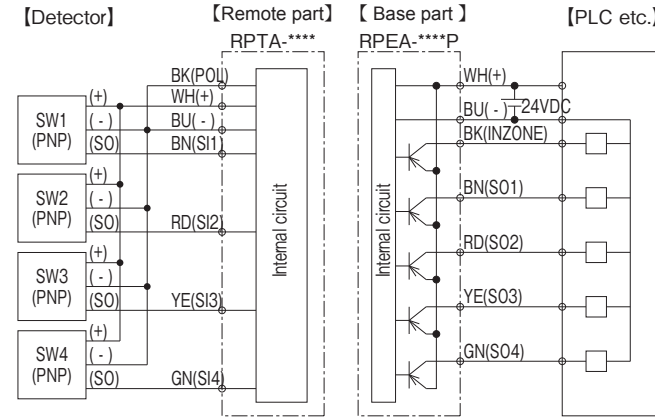 【Detector】
【Remote part】
【 Base part 】
【PLC etc.】
RPTA-****
RPEA-****P
BK(POL)
WH(+)
BU( - )
BN(SI1)
RD(SI2)
YE(SI3)
GN(SI4)
SW1
(PNP)
(+)
( - )
(SO)
SW2
(PNP)
(+)
( - )
(SO)
SW3
(PNP)
(+)
( - )
(SO)
SW4
(PNP)
(+)
( - )
(SO)
Internal circuit
Internal circuit
WH(+)
BU( - )
24VDC
BK(INZONE)
BN(SO1)
RD(SO2)
YE(SO3)
GN(SO4)